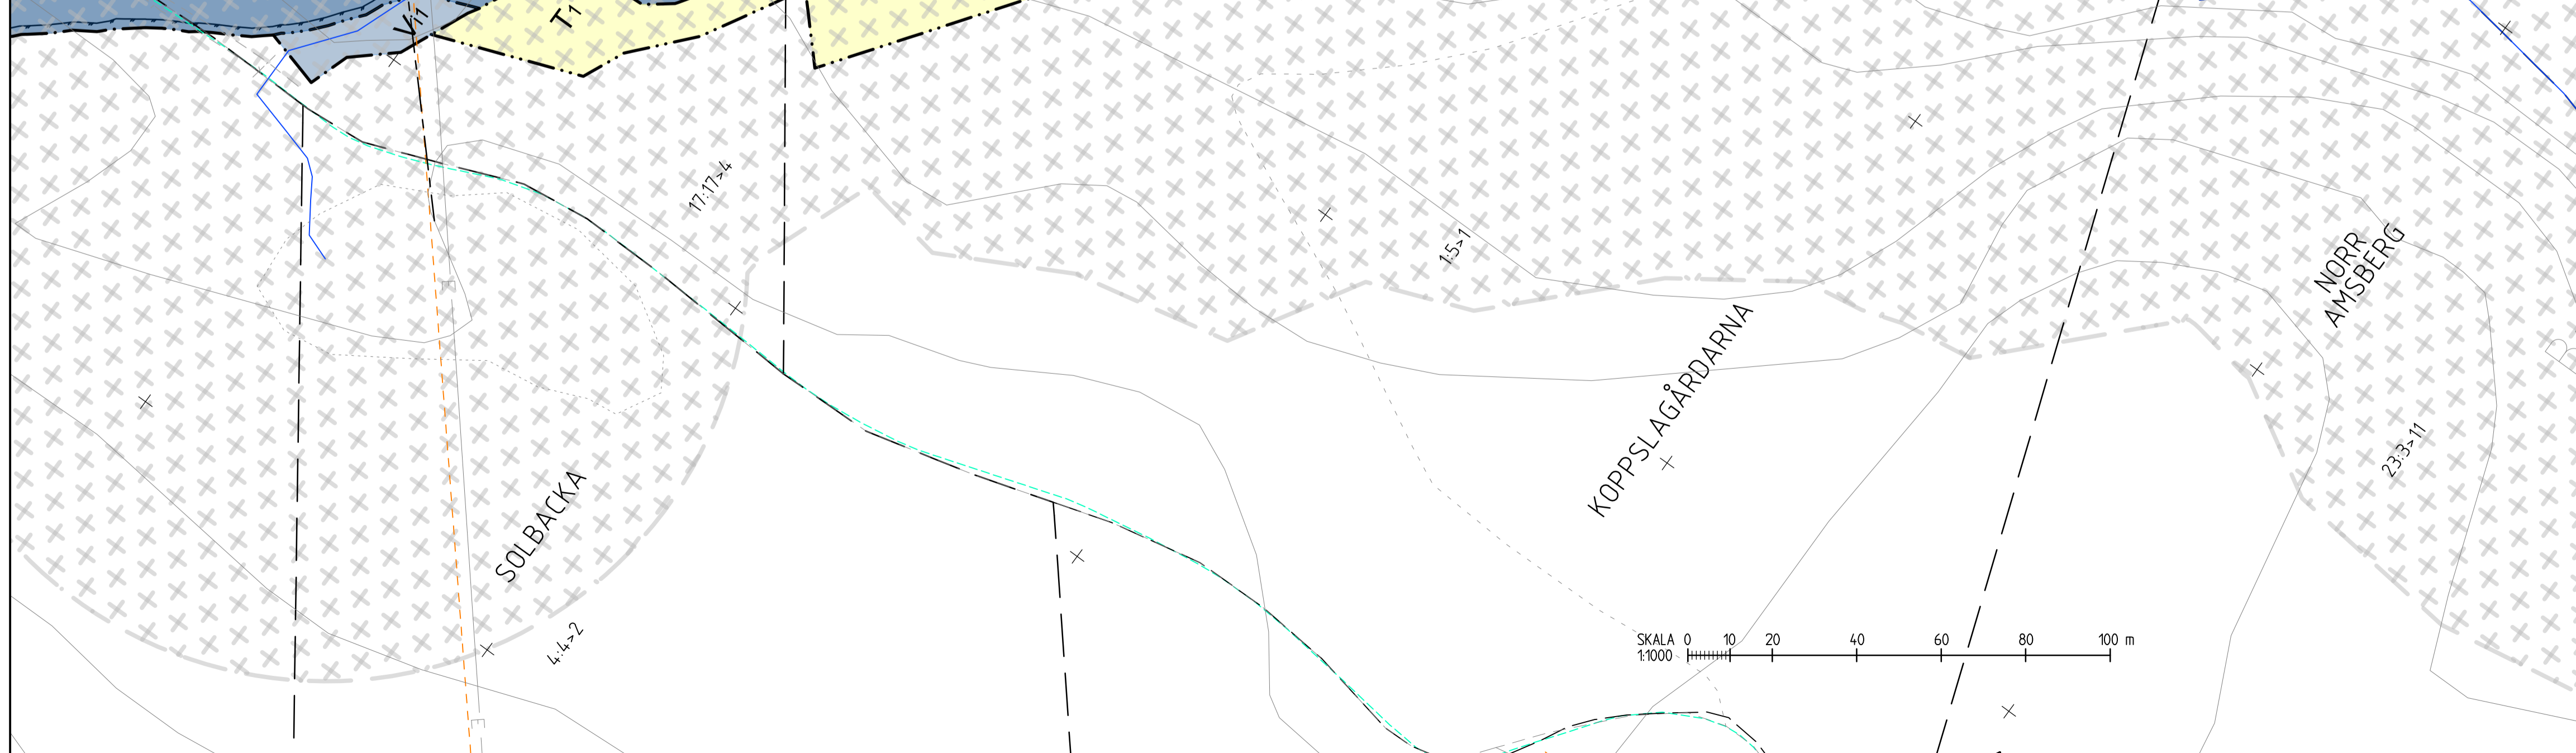 V1
T1
17:17>4
1:5>1
NORR
AMSBERG
KOPPSLAGÅRDARNA
23:3>11
SOLBACKA
4:4>2
SKALA 0 10 20 40 60 80 100 m
1:1000